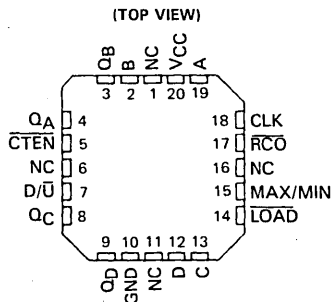 (TOP VIEW)
QB B NC VCC A
3 2 1 20 19
QA 4
CTEN 5
NC 6
D/U 7
QC 8
18 CLK
17 RCO
16 NC
15 MAX/MIN
14 LOAD
9 10 11 12 13
QD GND NC D C